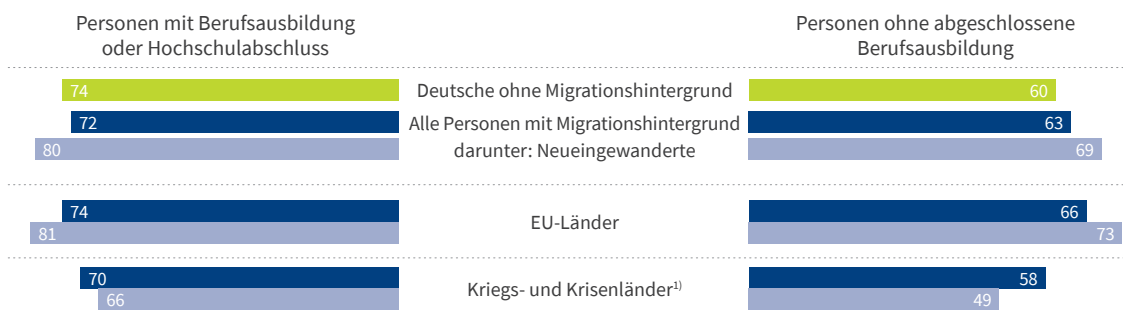 Personen mit Berufsausbildung
oder Hochschulabschluss
Personen ohne abgeschlossene
Berufsausbildung
74 Deutsche ohne Migrationshintergrund 60
72 Alle Personen mit Migrationshintergrund 63
80 darunter: Neueingewanderte 69
74 66
EU-Länder
81 73
70 58
Kriegs- und Krisenländer¹⁾
66 49